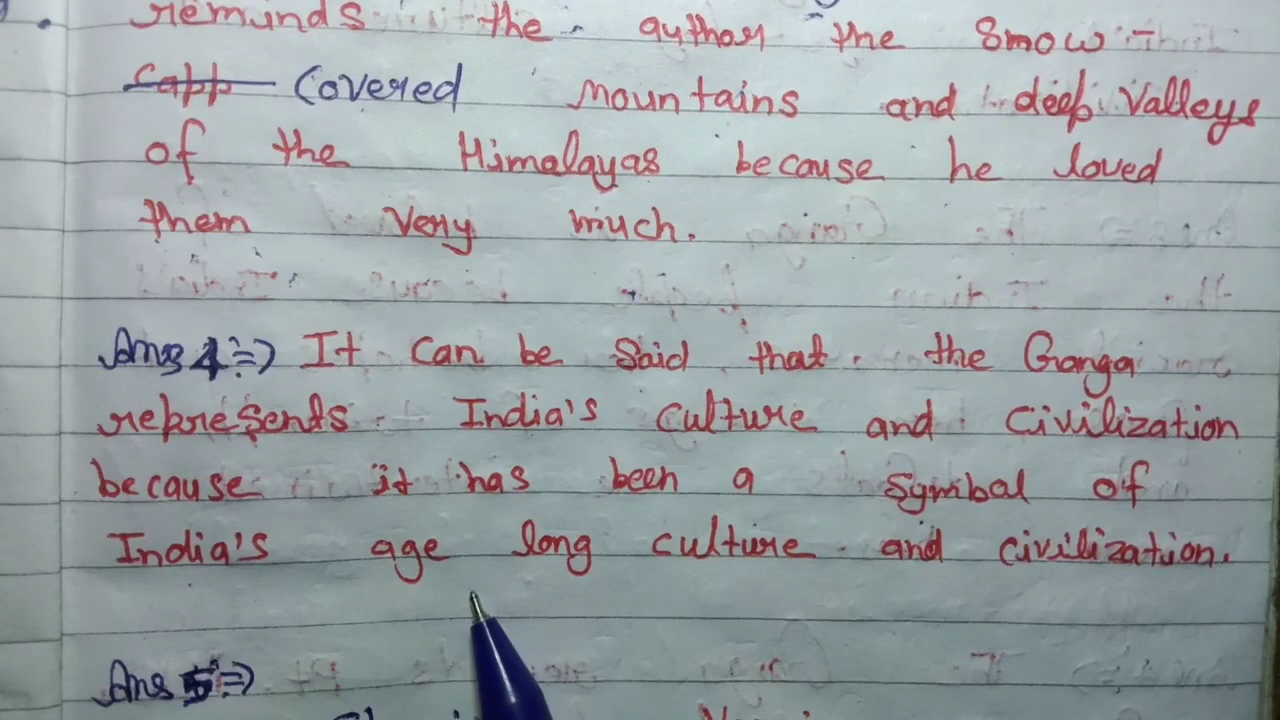 reminds the author the Snow-
Capp Covered mountains and deep Valleys
of the Himalayas because he loved
them Very much.
Ans 4 => It can be Said that the Ganga
represents India's culture and civilization
because it has been a Symbal of
India's age long culture and civilization.
Ans 5 =>